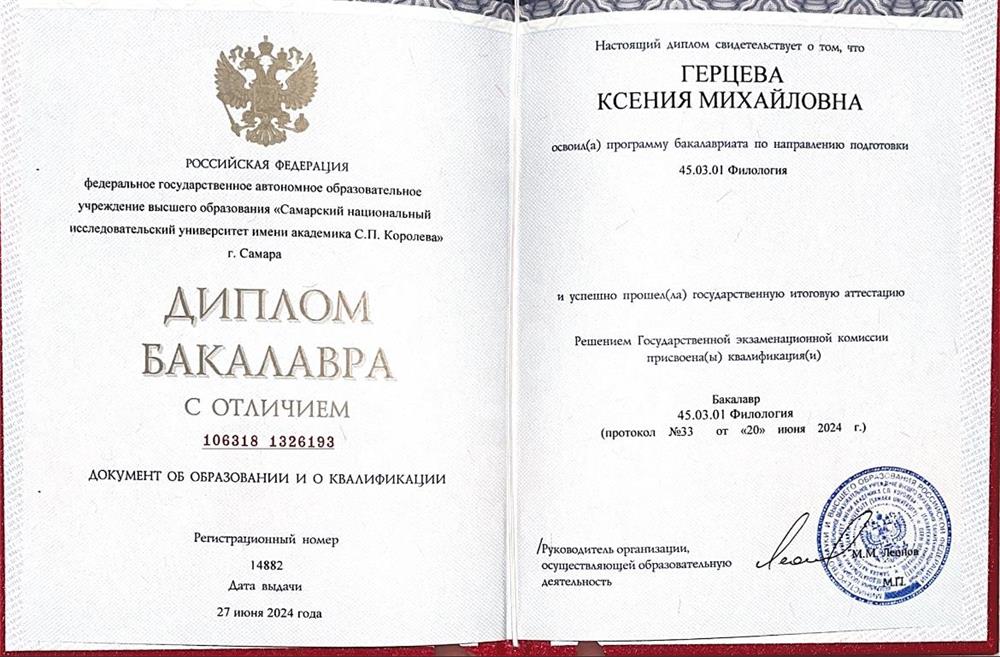 РОССИЙСКАЯ ФЕДЕРАЦИЯ
федеральное государственное автономное образовательное
учреждение высшего образования «Самарский национальный
исследовательский университет имени академика С.П. Королева»
г. Самара
ДИПЛОМ
БАКАЛАВРА
С ОТЛИЧИЕМ
106318 1326193
ДОКУМЕНТ ОБ ОБРАЗОВАНИИ И О КВАЛИФИКАЦИИ
Регистрационный номер
14882
Дата выдачи
27 июня 2024 года
Настоящий диплом свидетельствует о том, что
ГЕРЦЕВА
КСЕНИЯ МИХАЙЛОВНА
освоил(а) программу бакалавриата по направлению подготовки
45.03.01 Филология
и успешно прошел(ла) государственную итоговую аттестацию
Решением Государственной экзаменационной комиссии
присвоена(ы) квалификация(и)
Бакалавр
45.03.01 Филология
(протокол №33 от «20» июня 2024 г.)
/Руководитель организации,
осуществляющей образовательную
деятельность
М.М. Леонов
М.П.